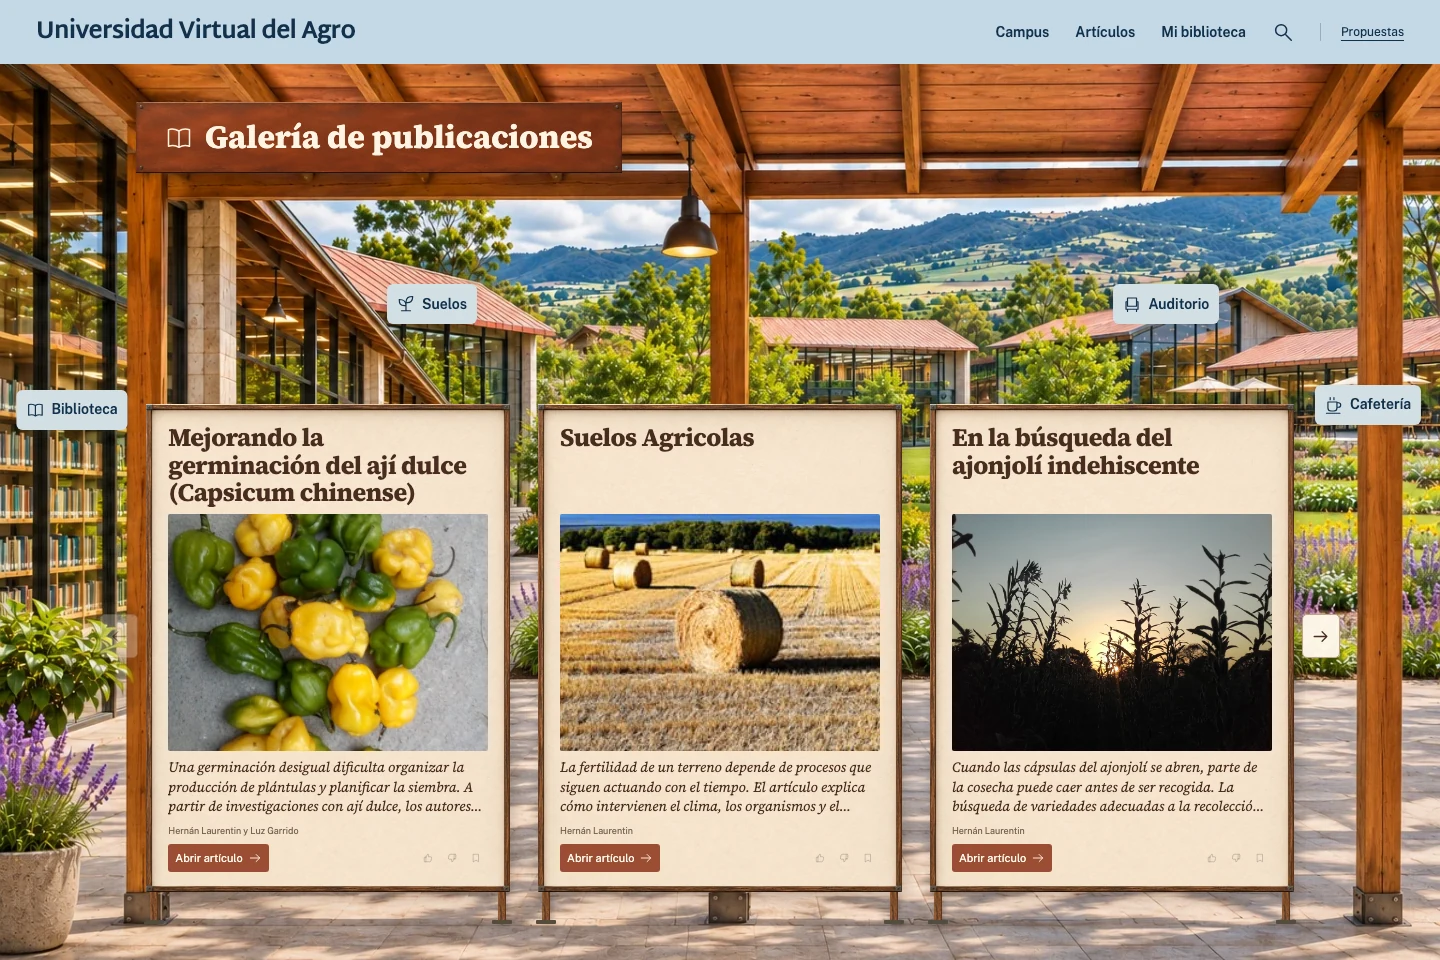 Universidad Virtual del Agro
Campus
Artículos
Mi biblioteca
Propuestas
Galería de publicaciones
Suelos
Auditorio
Biblioteca
Cafetería
Mejorando la
germinación del ají dulce
(Capsicum chinense)
Una germinación desigual dificulta organizar la
producción de plántulas y planificar la siembra. A
partir de investigaciones con ají dulce, los autores...
Hernán Laurentin y Luz Garrido
Abrir artículo
Suelos Agricolas
La fertilidad de un terreno depende de procesos que
siguen actuando con el tiempo. El artículo explica
cómo intervienen el clima, los organismos y el...
Hernán Laurentin
Abrir artículo
En la búsqueda del
ajonjolí indehiscente
Cuando las cápsulas del ajonjolí se abren, parte de
la cosecha puede caer antes de ser recogida. La
búsqueda de variedades adecuadas a la recolecció...
Hernán Laurentin
Abrir artículo